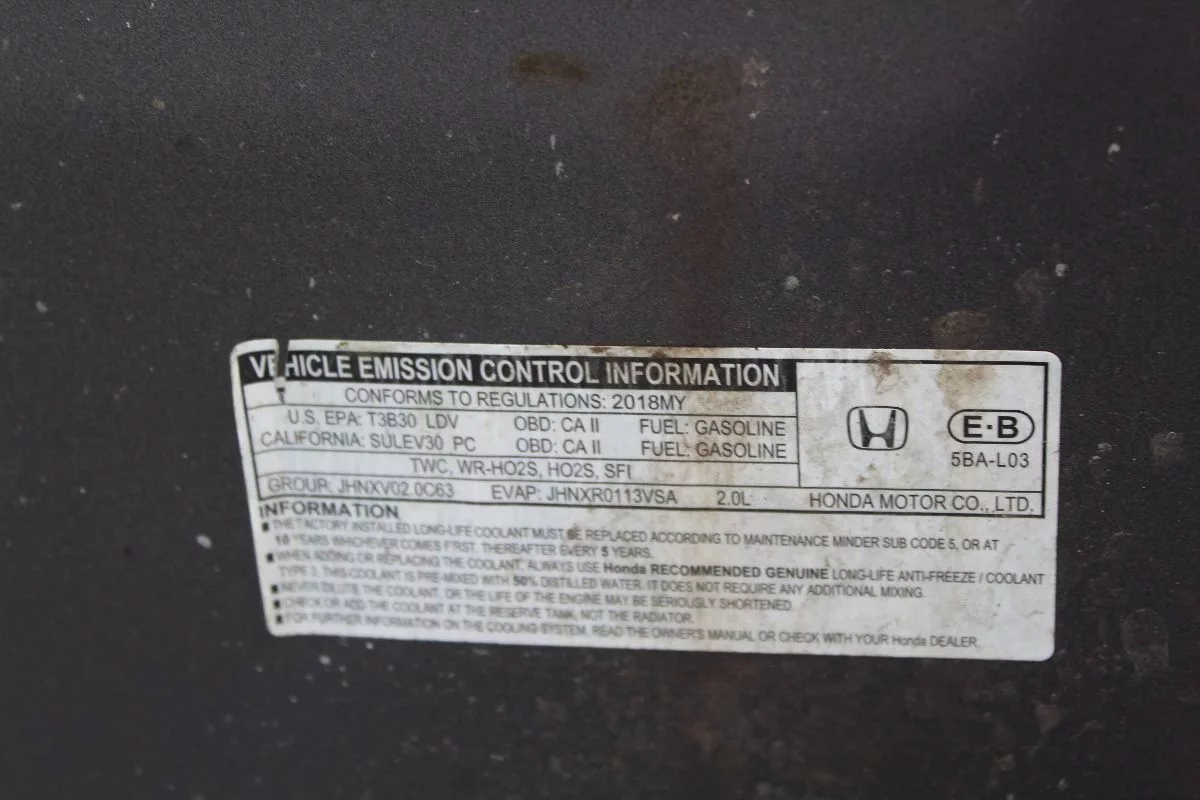 VEHICLE EMISSION CONTROL INFORMATION
CONFORMS TO REGULATIONS: 2018MY
U.S. EPA: T3B30 LDV OBD: CA II FUEL: GASOLINE
CALIFORNIA: SULEV30 PC OBD: CA II FUEL: GASOLINE
TWC, WR-HO2S, HO2S, SFI
GROUP: JHNXV02.0C63 EVAP: JHNXR0113VSA 2.0L
E·B
5BA-L03
HONDA MOTOR CO., LTD.
INFORMATION
■ THE FACTORY INSTALLED LONG-LIFE COOLANT MUST BE REPLACED ACCORDING TO MAINTENANCE MINDER SUB CODE 5, OR AT
10 YEARS WHICHEVER COMES FIRST. THEREAFTER EVERY 5 YEARS.
■ WHEN ADDING OR REPLACING THE COOLANT, ALWAYS USE Honda RECOMMENDED GENUINE LONG-LIFE ANTI-FREEZE / COOLANT
TYPE 2. THIS COOLANT IS PRE-MIXED WITH 50% DISTILLED WATER. IT DOES NOT REQUIRE ANY ADDITIONAL MIXING.
■ NEVER DILUTE THE COOLANT, OR THE LIFE OF THE ENGINE MAY BE SERIOUSLY SHORTENED.
■ CHECK OR ADD THE COOLANT AT THE RESERVE TANK, NOT THE RADIATOR.
■ FOR FURTHER INFORMATION ON THE COOLING SYSTEM, READ THE OWNER'S MANUAL OR CHECK WITH YOUR Honda DEALER.